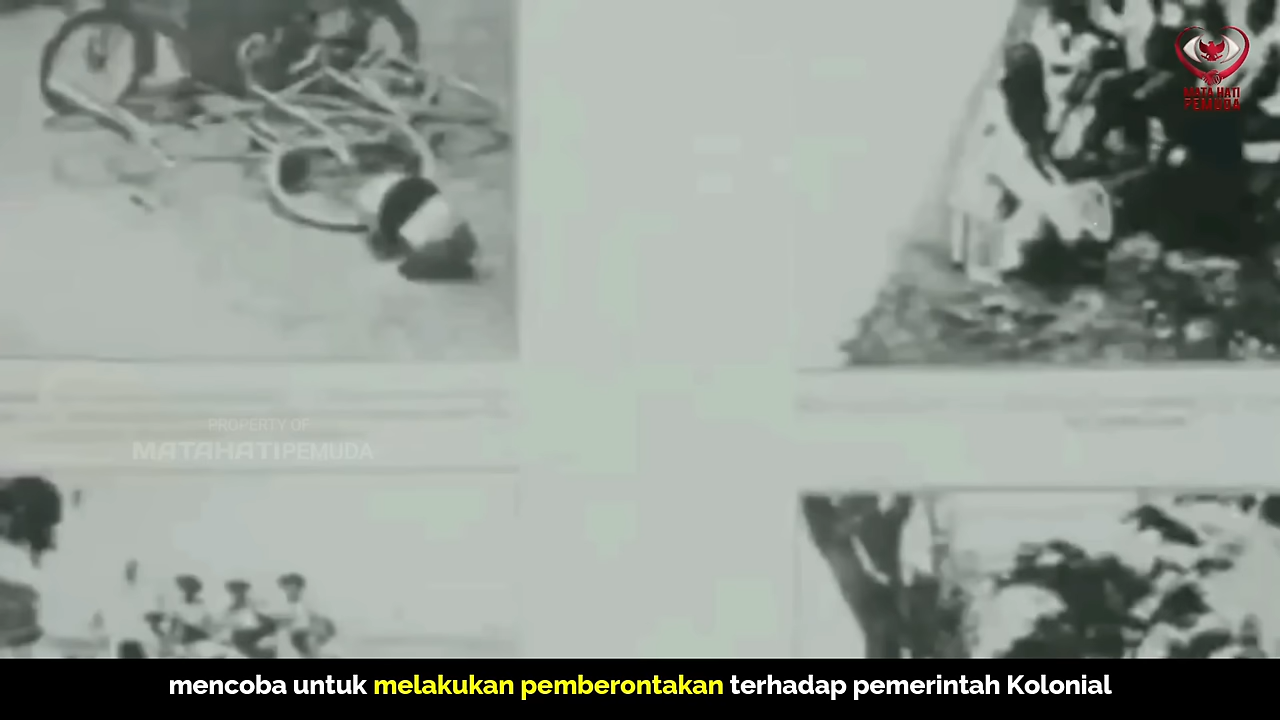 MATA HATI
PEMUDA
PROPERTY OF
MATAHATIPEMUDA
mencoba untuk melakukan pemberontakan terhadap pemerintah Kolonial